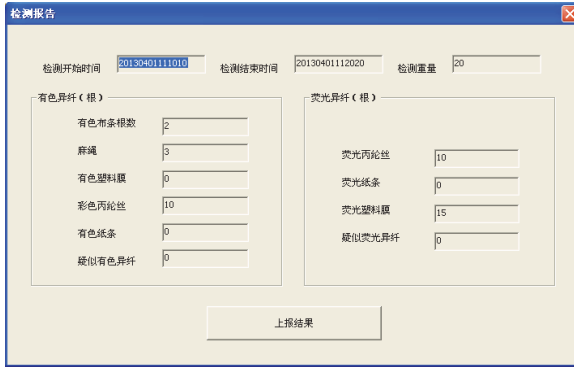 检测报告
检测开始时间 20130401111010 检测结束时间 20130401112020 检测重量 20
有色异纤（根）
有色布条根数 2
麻绳 3
有色塑料膜 0
彩色丙纶丝 10
有色纸条 0
疑似有色异纤 0
荧光异纤（根）
荧光丙纶丝 10
荧光纸条 0
荧光塑料膜 15
疑似荧光异纤 0
上报结果